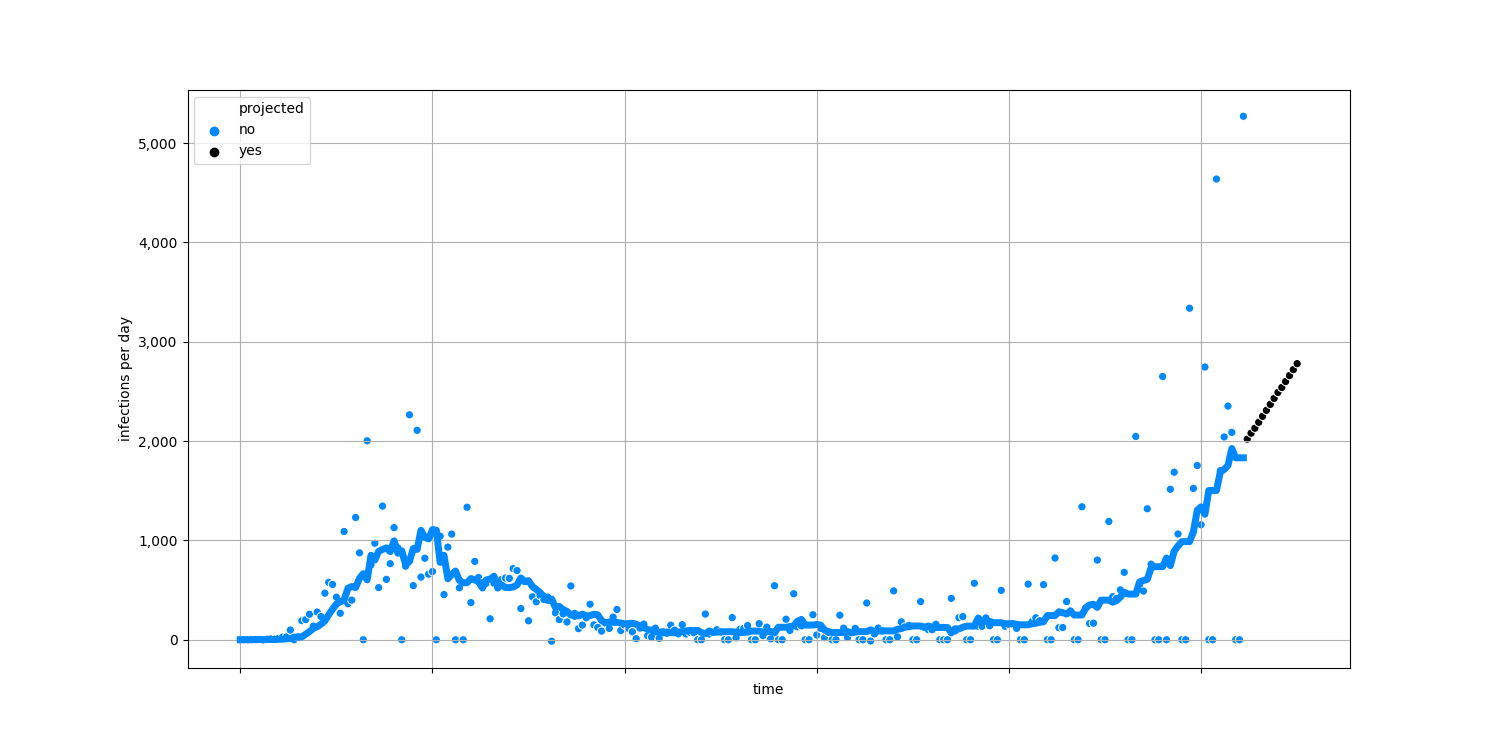 projected
no
yes
5,000
4,000
3,000
2,000
1,000
0
infections per day
time